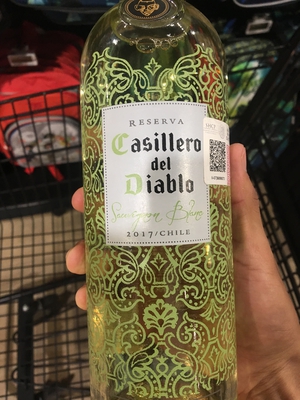 RESERVA
Casillero
del
Diablo
Sauvignon Blanc
2017/CHILE